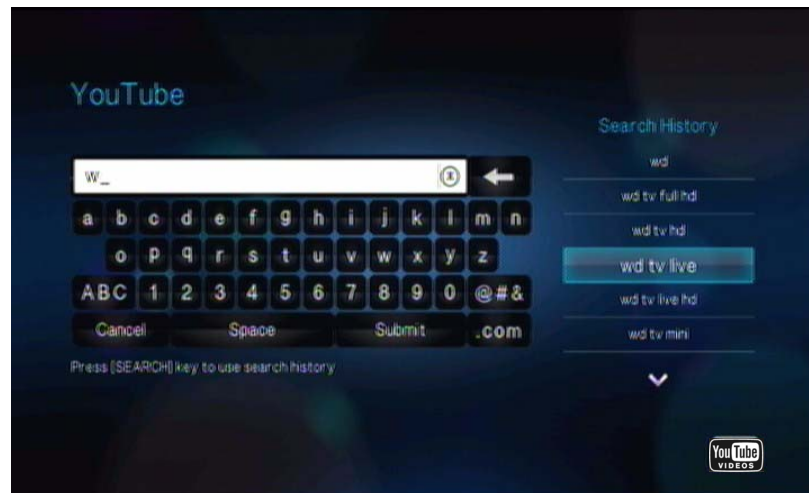 YouTube
w_
a b c d e f g h i j k l m n
o p q r s t u v w x y z
ABC 1 2 3 4 5 6 7 8 9 0 @#&
Cancel Space Submit .com
Press [SEARCH] key to use search history
Search History
wd
wd tv full hd
wd tv hd
wd tv live
wd tv live hd
wd tv mini
You Tube
VIDEOS